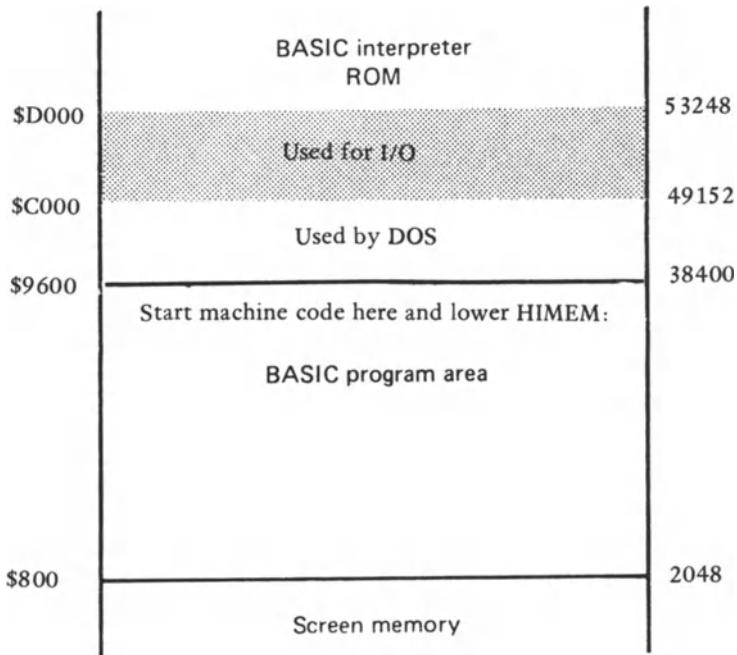 BASIC interpreter
ROM
$D000
53248
Used for I/O
$C000
49152
Used by DOS
$9600
38400
Start machine code here and lower HIMEM:
BASIC program area
$800
2048
Screen memory